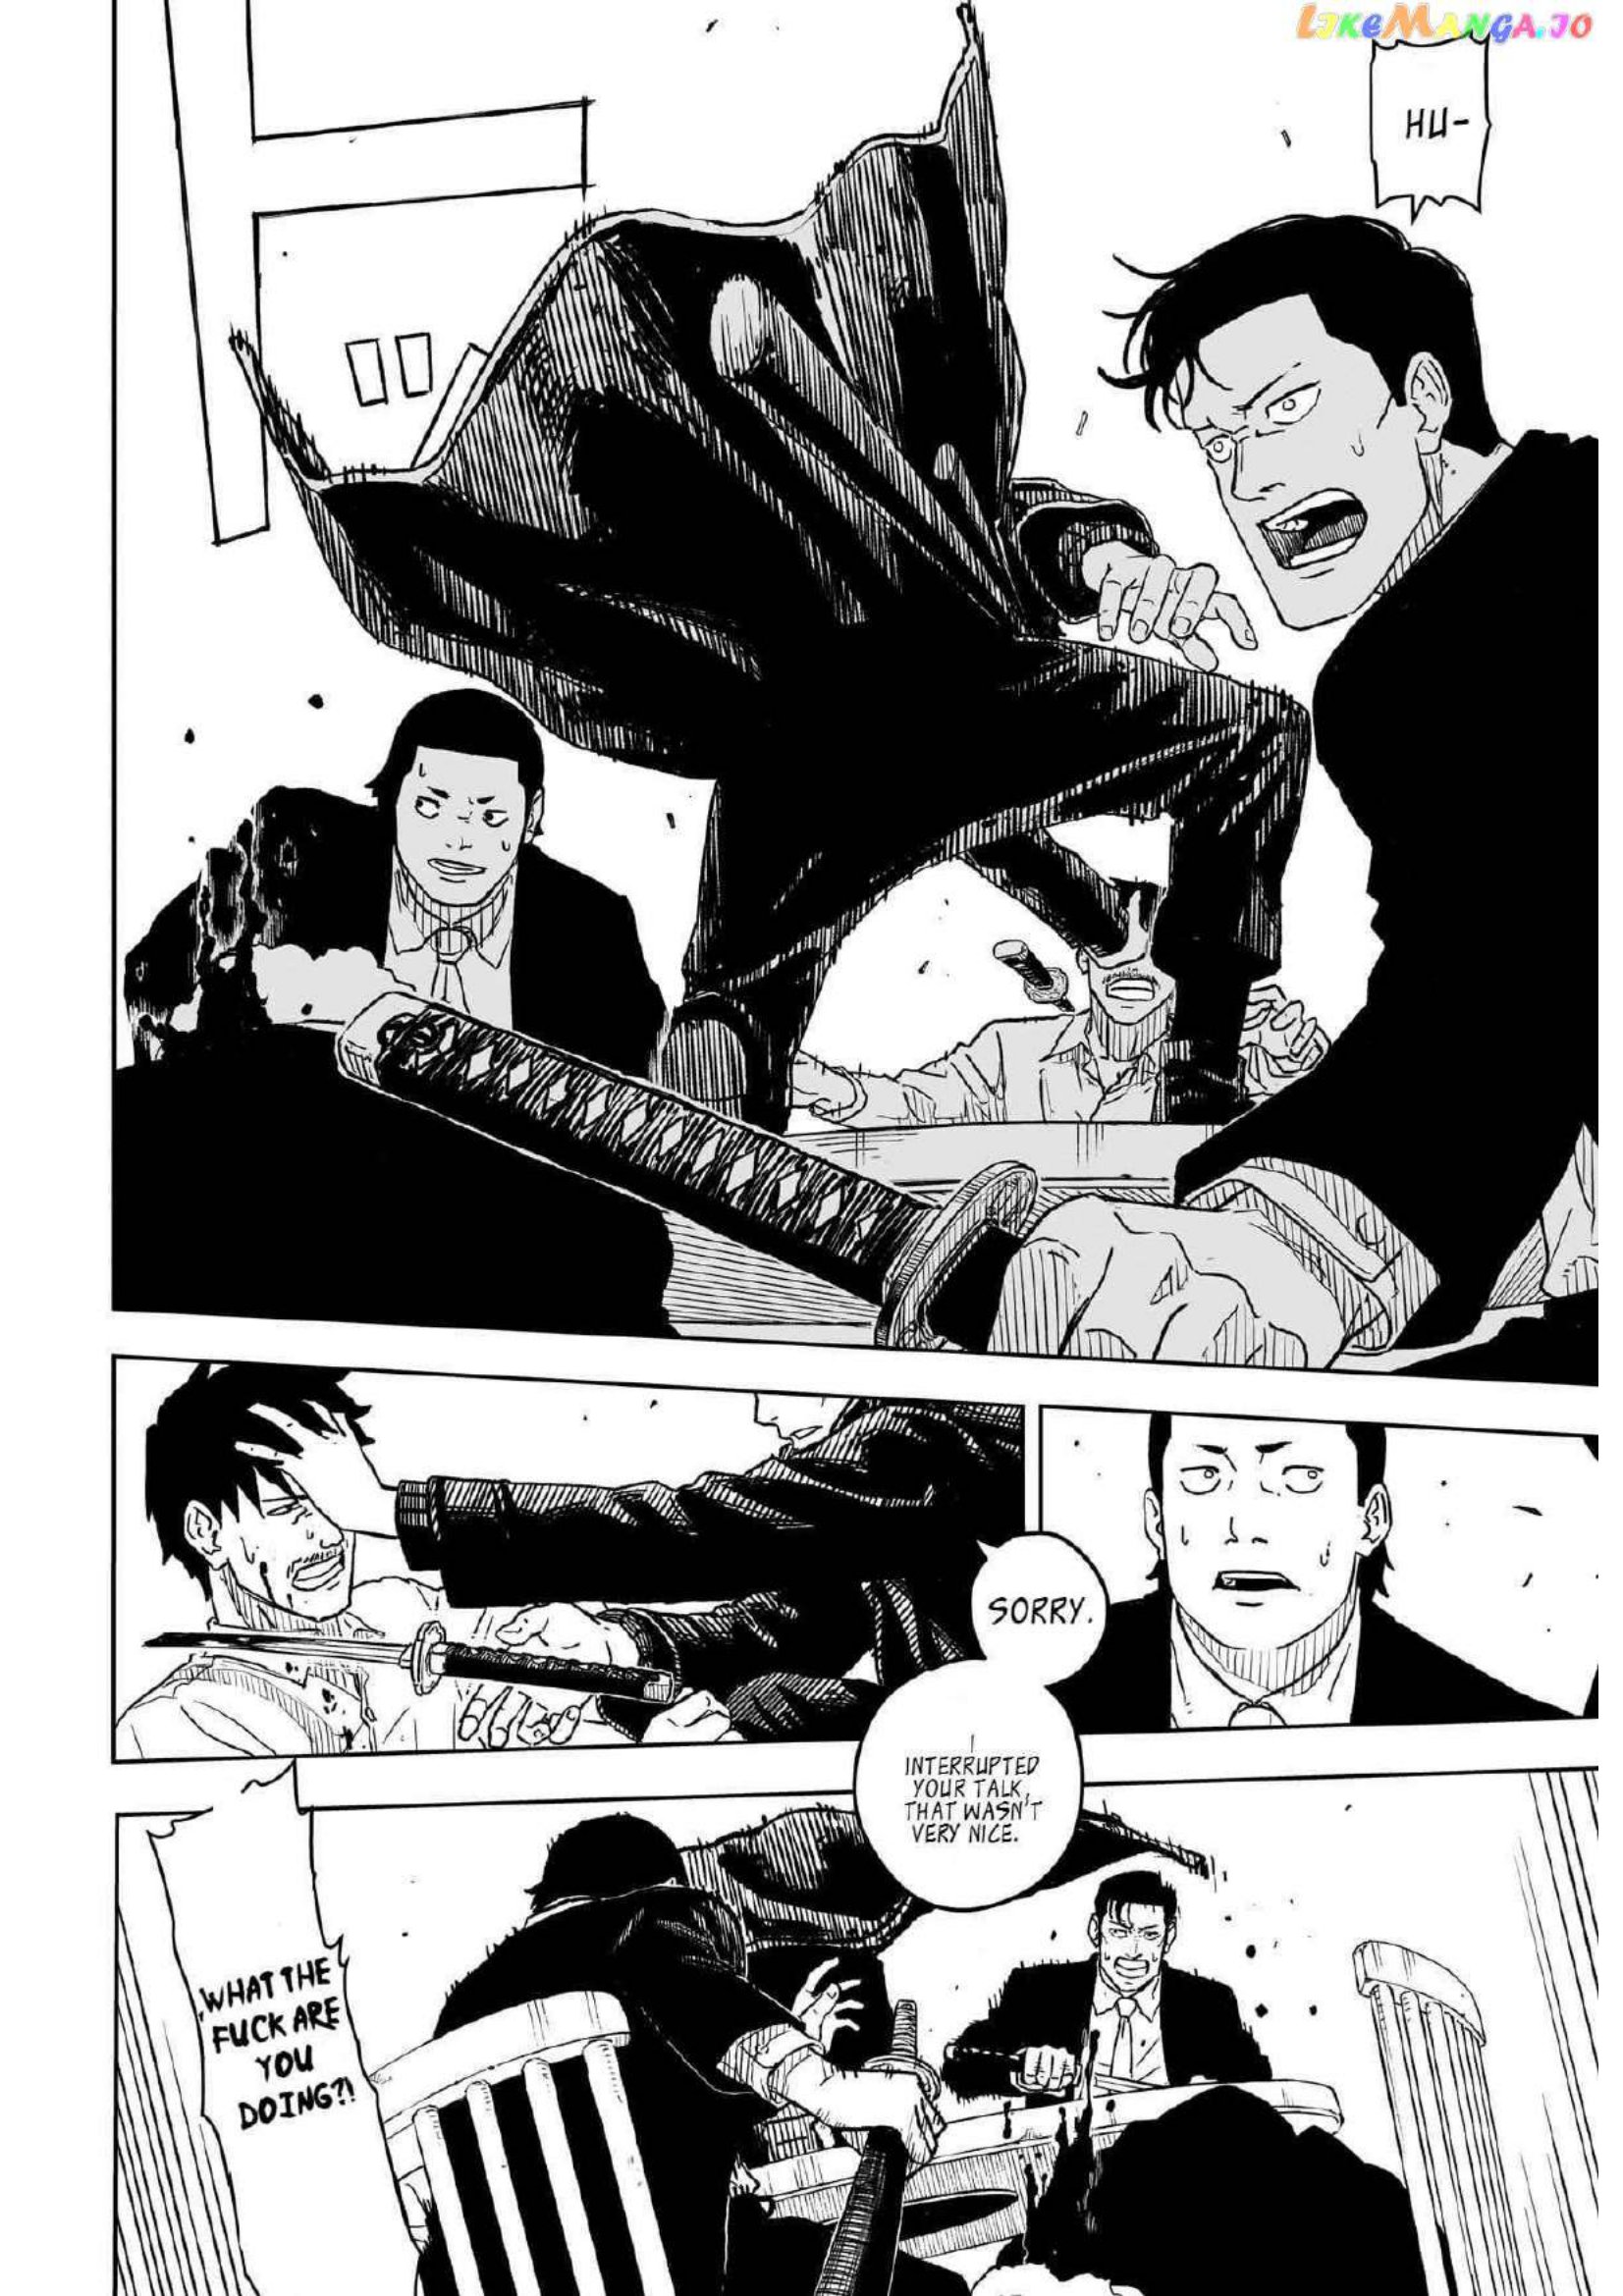 LIKEMANGA.IO
HU-
SORRY.
I
INTERRUPTED
YOUR TALK,
THAT WASN'T
VERY NICE.
WHAT THE
FUCK ARE
YOU
DOING?!